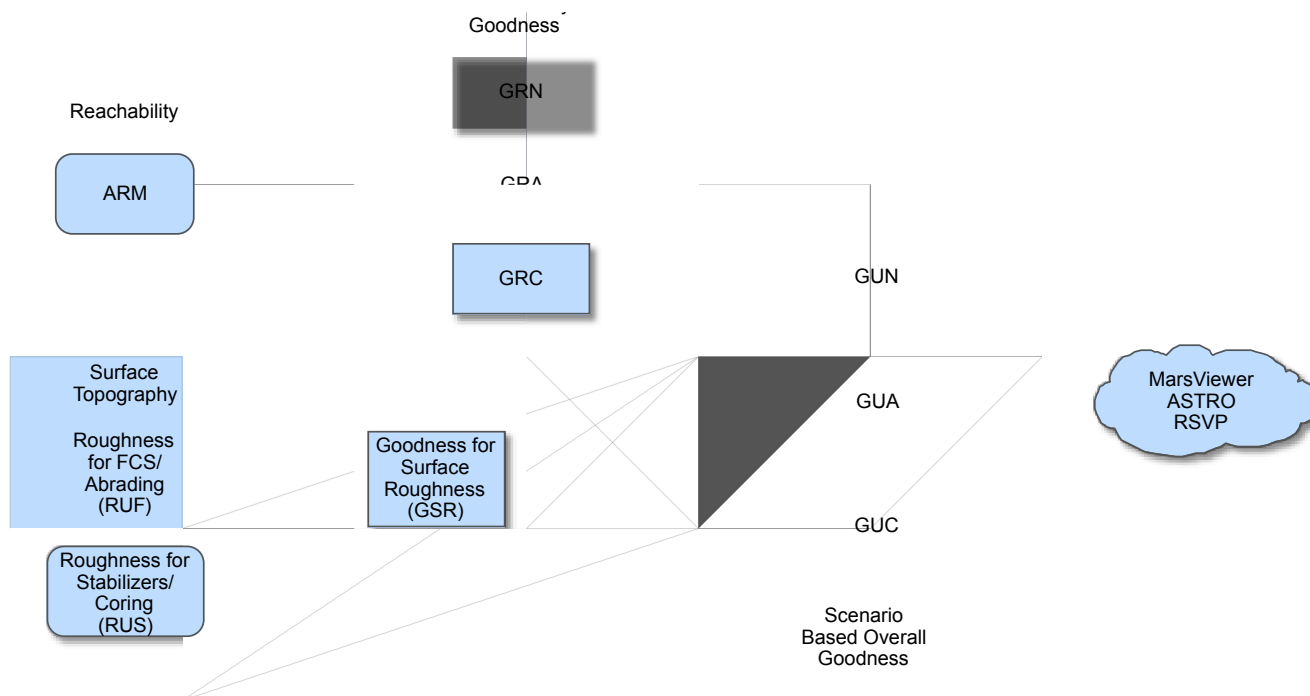 Goodness
GRN
Reachability
ARM
GRA
GRC
GUN
Surface
Topography
Roughness
for FCS/
Abrading
(RUF)
Goodness for
Surface
Roughness
(GSR)
GUA
MarsViewer
ASTRO
RSVP
GUC
Roughness for
Stabilizers/
Coring
(RUS)
Scenario
Based Overall
Goodness